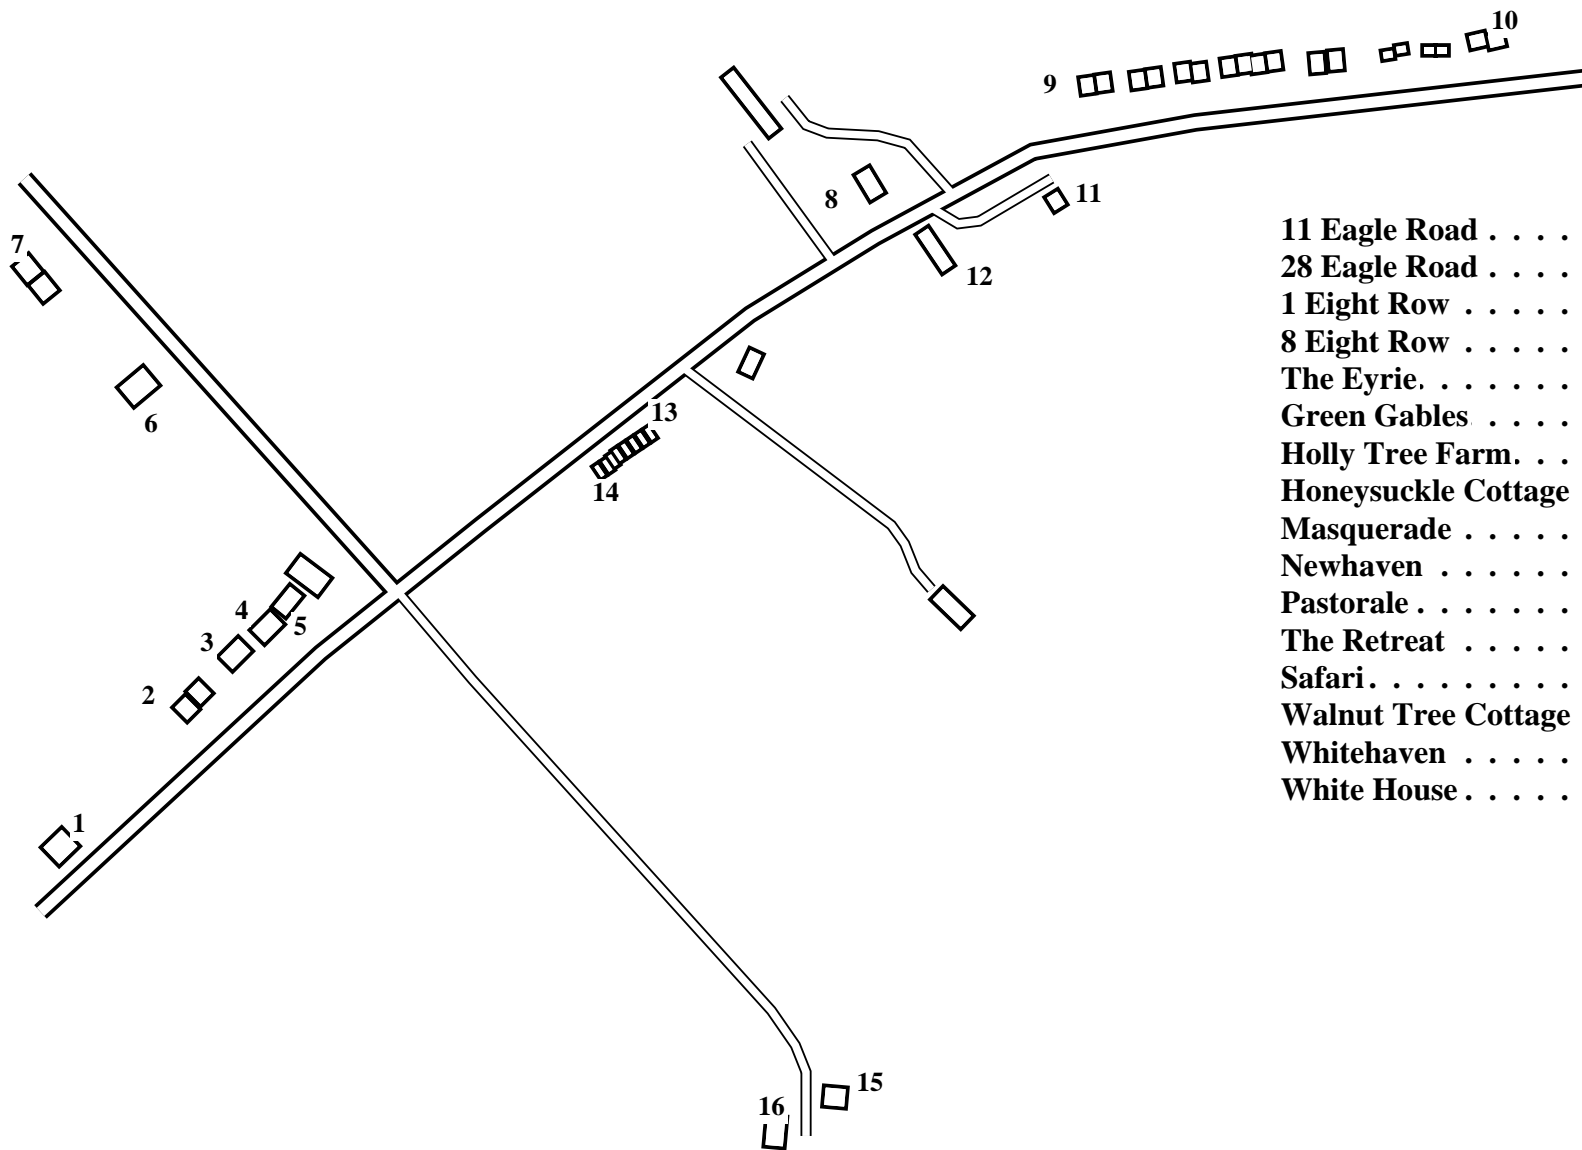 10
9
7
8
11
12
6
13
14
4
5
3
2
1
15
16
11 Eagle Road . . . .
28 Eagle Road . . . .
1 Eight Row . . . . .
8 Eight Row . . . . .
The Eyrie. . . . . . .
Green Gables. . . . .
Holly Tree Farm. . .
Honeysuckle Cottage
Masquerade . . . . .
Newhaven . . . . . .
Pastorale . . . . . . .
The Retreat . . . . .
Safari . . . . . . . . .
Walnut Tree Cottage
Whitehaven . . . . .
White House . . . . .